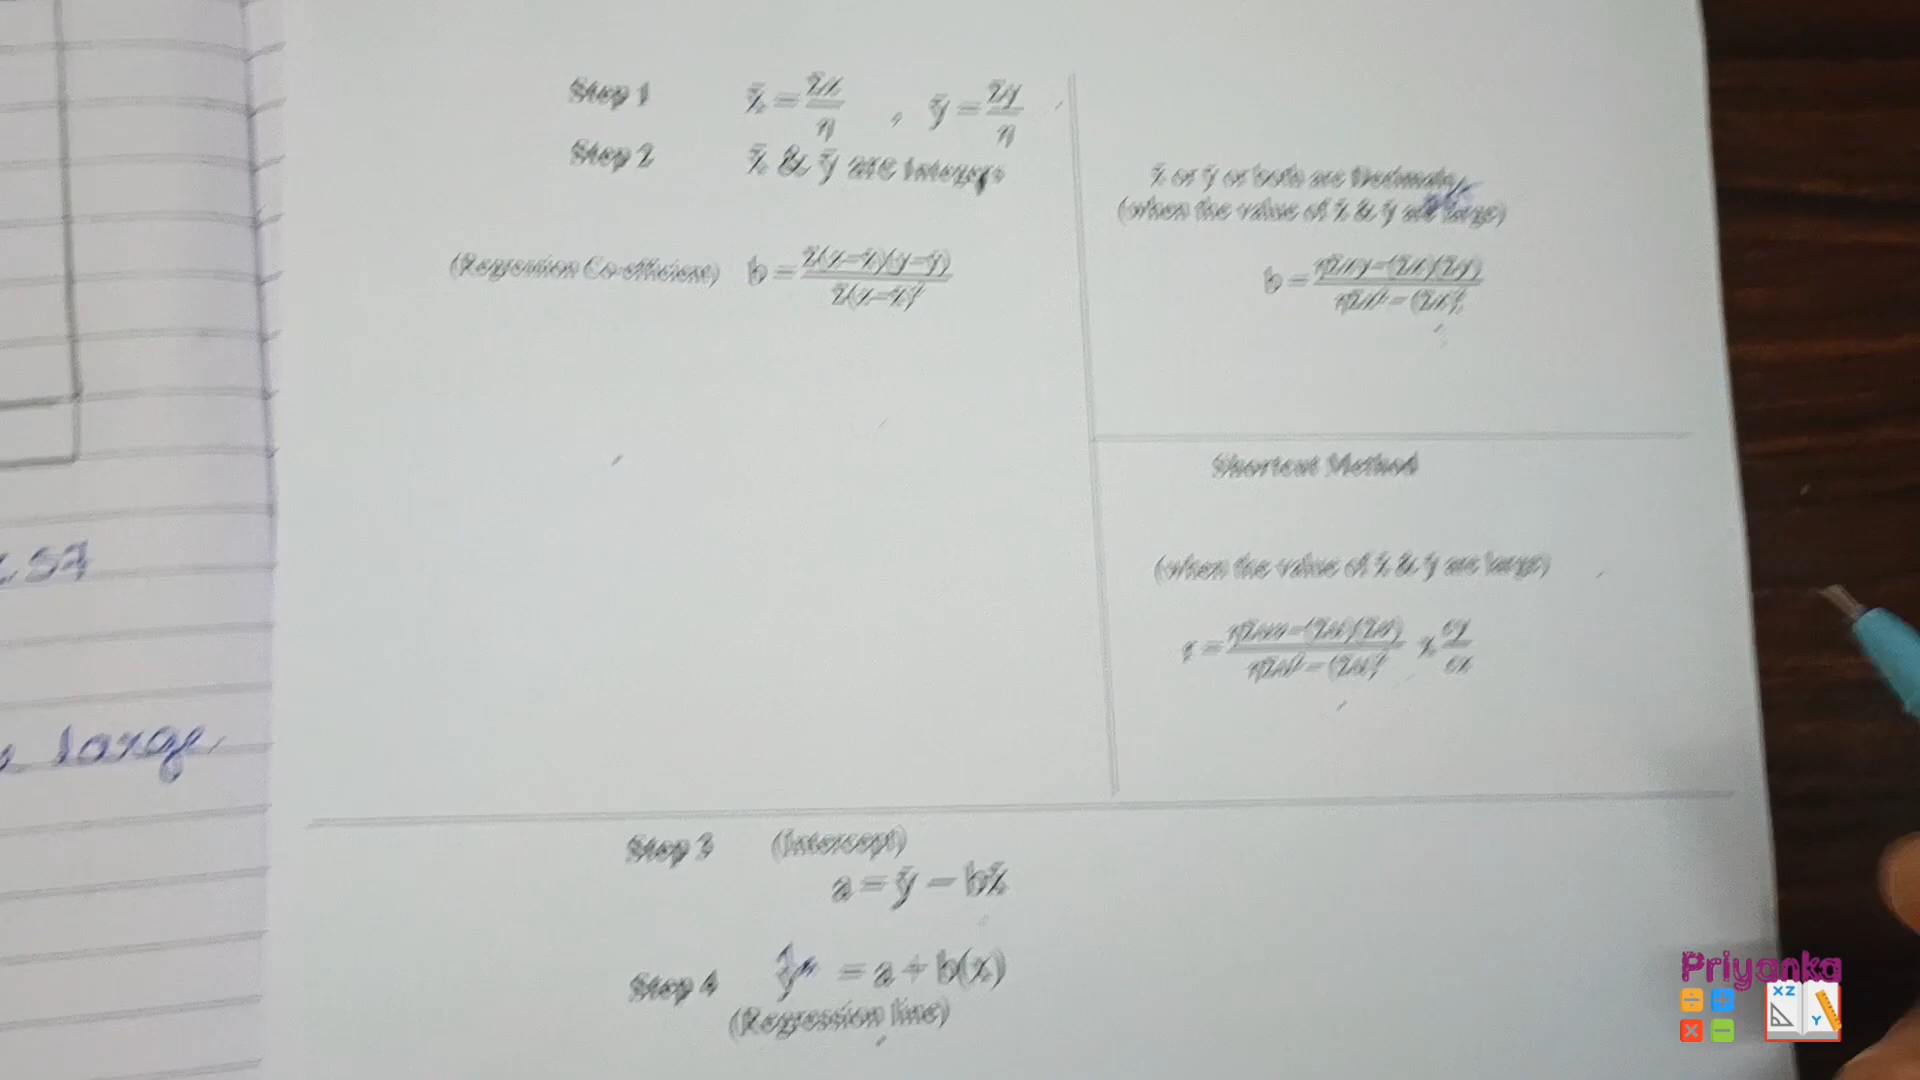 Step 1 x̄ = Σx/n , ȳ = Σy/n
Step 2 x̄ & ȳ are Integers
(Regression Co-efficient) b = Σ(x−x̄)(y−ȳ)/Σ(x−x̄)²
x̄ or ȳ or both are Decimals
(when the value of x̄ & ȳ are large)
b = nΣxy−(Σx)(Σy)/nΣx²−(Σx)²
Shortcut Method
(when the value of x̄ & ȳ are large)
Step 3 (Intercept)
a = ȳ − bx̄
Step 4 = a + b(x)
(Regression line)
57
large
Priyanka
XZ
Y